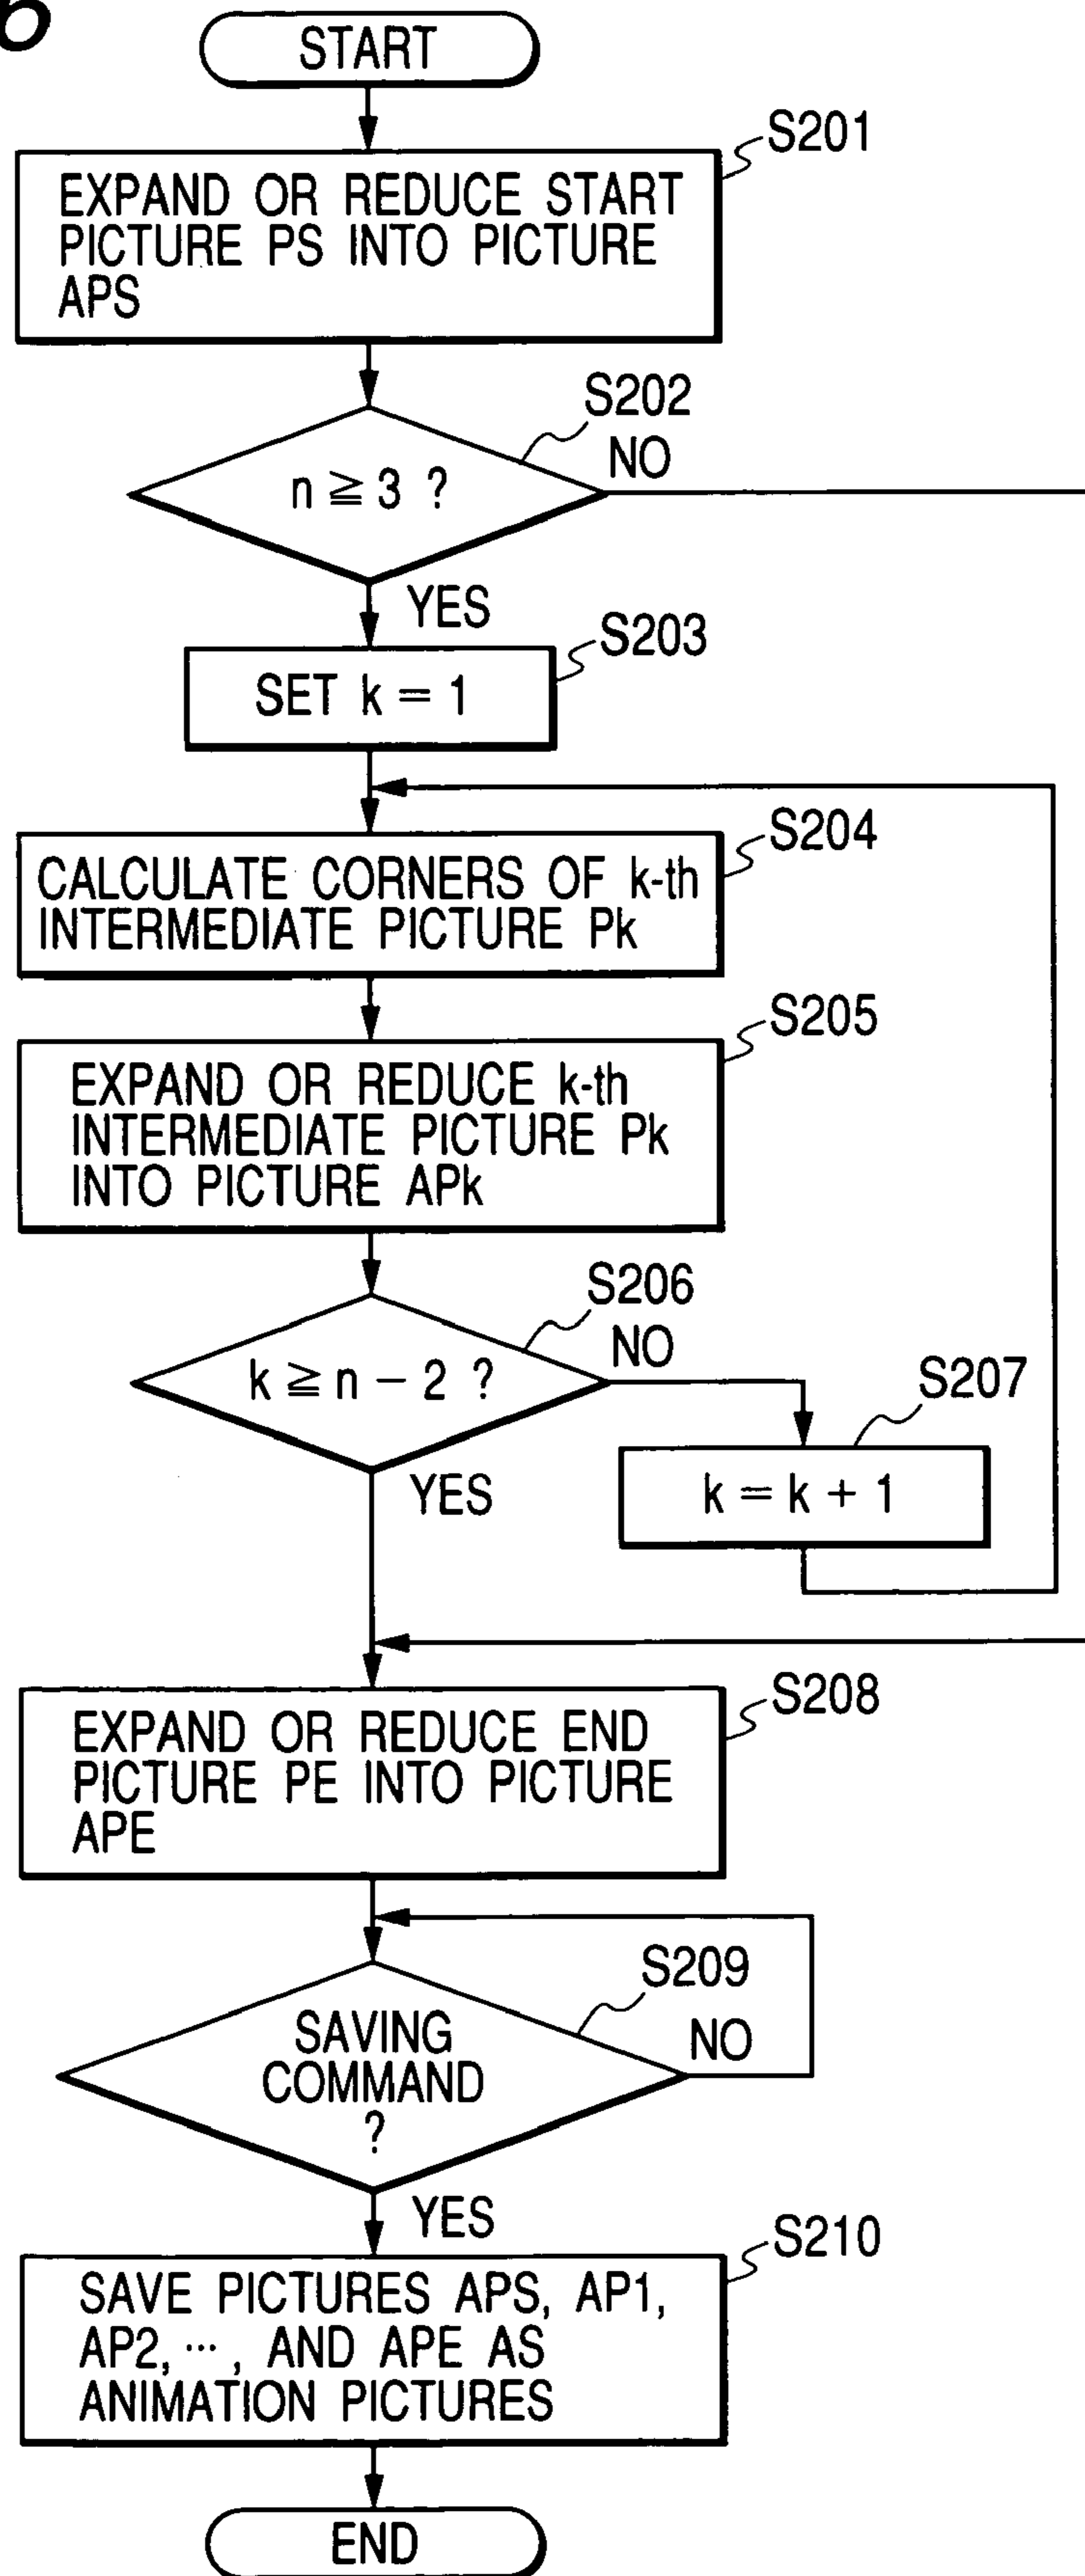 6
START
S201
EXPAND OR REDUCE START
PICTURE PS INTO PICTURE
APS
S202
n ≧ 3 ?
NO
YES
S203
SET k = 1
S204
CALCULATE CORNERS OF k-th
INTERMEDIATE PICTURE Pk
S205
EXPAND OR REDUCE k-th
INTERMEDIATE PICTURE Pk
INTO PICTURE APk
S206
k ≧ n - 2 ?
NO
S207
k = k + 1
YES
S208
EXPAND OR REDUCE END
PICTURE PE INTO PICTURE
APE
S209
SAVING
COMMAND
?
NO
YES
S210
SAVE PICTURES APS, AP1,
AP2, ··· , AND APE AS
ANIMATION PICTURES
END